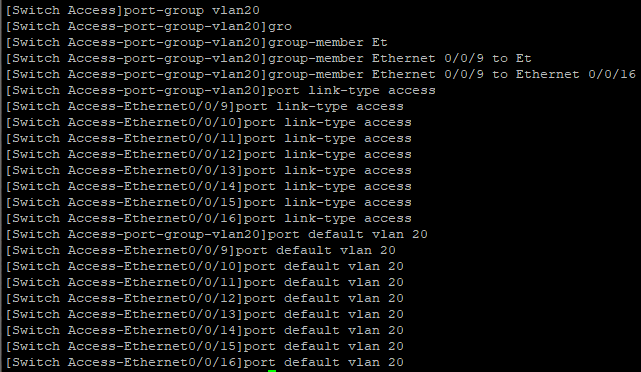 [Switch Access]port-group vlan20
[Switch Access-port-group-vlan20]gro
[Switch Access-port-group-vlan20]group-member Et
[Switch Access-port-group-vlan20]group-member Ethernet 0/0/9 to Et
[Switch Access-port-group-vlan20]group-member Ethernet 0/0/9 to Ethernet 0/0/16
[Switch Access-port-group-vlan20]port link-type access
[Switch Access-Ethernet0/0/9]port link-type access
[Switch Access-Ethernet0/0/10]port link-type access
[Switch Access-Ethernet0/0/11]port link-type access
[Switch Access-Ethernet0/0/12]port link-type access
[Switch Access-Ethernet0/0/13]port link-type access
[Switch Access-Ethernet0/0/14]port link-type access
[Switch Access-Ethernet0/0/15]port link-type access
[Switch Access-Ethernet0/0/16]port link-type access
[Switch Access-port-group-vlan20]port default vlan 20
[Switch Access-Ethernet0/0/9]port default vlan 20
[Switch Access-Ethernet0/0/10]port default vlan 20
[Switch Access-Ethernet0/0/11]port default vlan 20
[Switch Access-Ethernet0/0/12]port default vlan 20
[Switch Access-Ethernet0/0/13]port default vlan 20
[Switch Access-Ethernet0/0/14]port default vlan 20
[Switch Access-Ethernet0/0/15]port default vlan 20
[Switch Access-Ethernet0/0/16]port default vlan 20